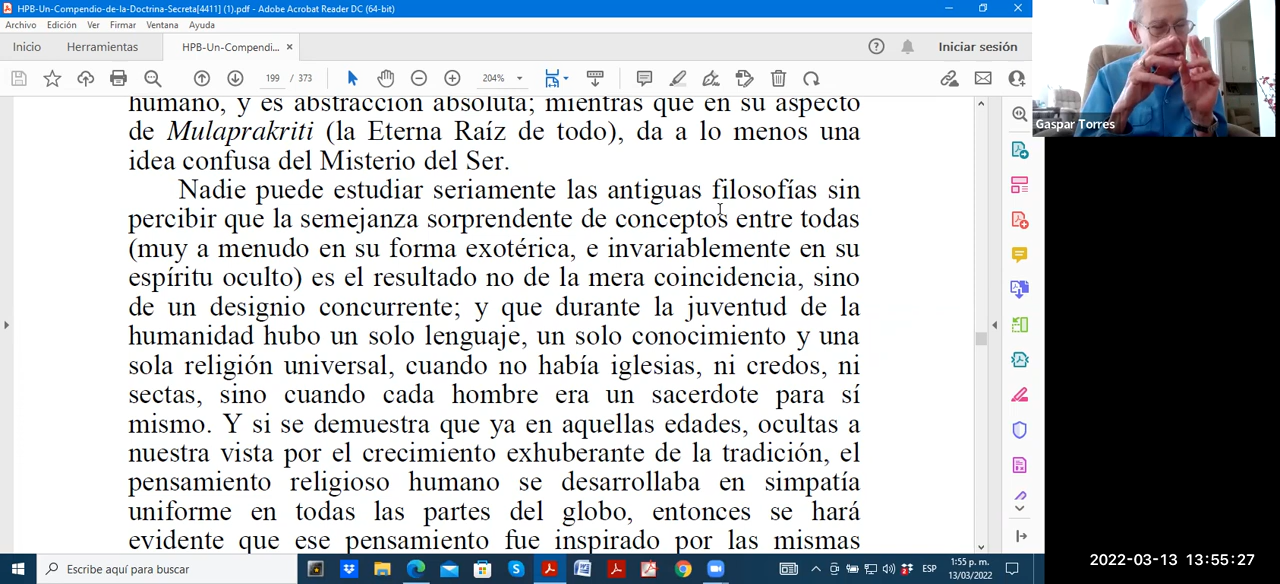 HPB-Un-Compendio-de-la-Doctrina-Secreta[4411] (1).pdf - Adobe Acrobat Reader DC (64-bit)
Archivo Edición Ver Firmar Ventana Ayuda
Inicio Herramientas HPB-Un-Compendi... × Iniciar sesión
199 / 373 204%
humano, y es abstracción absoluta; mientras que en su aspecto
de Mulaprakriti (la Eterna Raíz de todo), da a lo menos una
idea confusa del Misterio del Ser.
Nadie puede estudiar seriamente las antiguas filosofías sin
percibir que la semejanza sorprendente de conceptos entre todas
(muy a menudo en su forma exotérica, e invariablemente en su
espíritu oculto) es el resultado no de la mera coincidencia, sino
de un designio concurrente; y que durante la juventud de la
humanidad hubo un solo lenguaje, un solo conocimiento y una
sola religión universal, cuando no había iglesias, ni credos, ni
sectas, sino cuando cada hombre era un sacerdote para sí
mismo. Y si se demuestra que ya en aquellas edades, ocultas a
nuestra vista por el crecimiento exhuberante de la tradición, el
pensamiento religioso humano se desarrollaba en simpatía
uniforme en todas las partes del globo, entonces se hará
evidente que ese pensamiento fue inspirado por las mismas
Gaspar Torres
Escribe aquí para buscar
ESP
1:55 p. m.
13/03/2022
2022-03-13 13:55:27